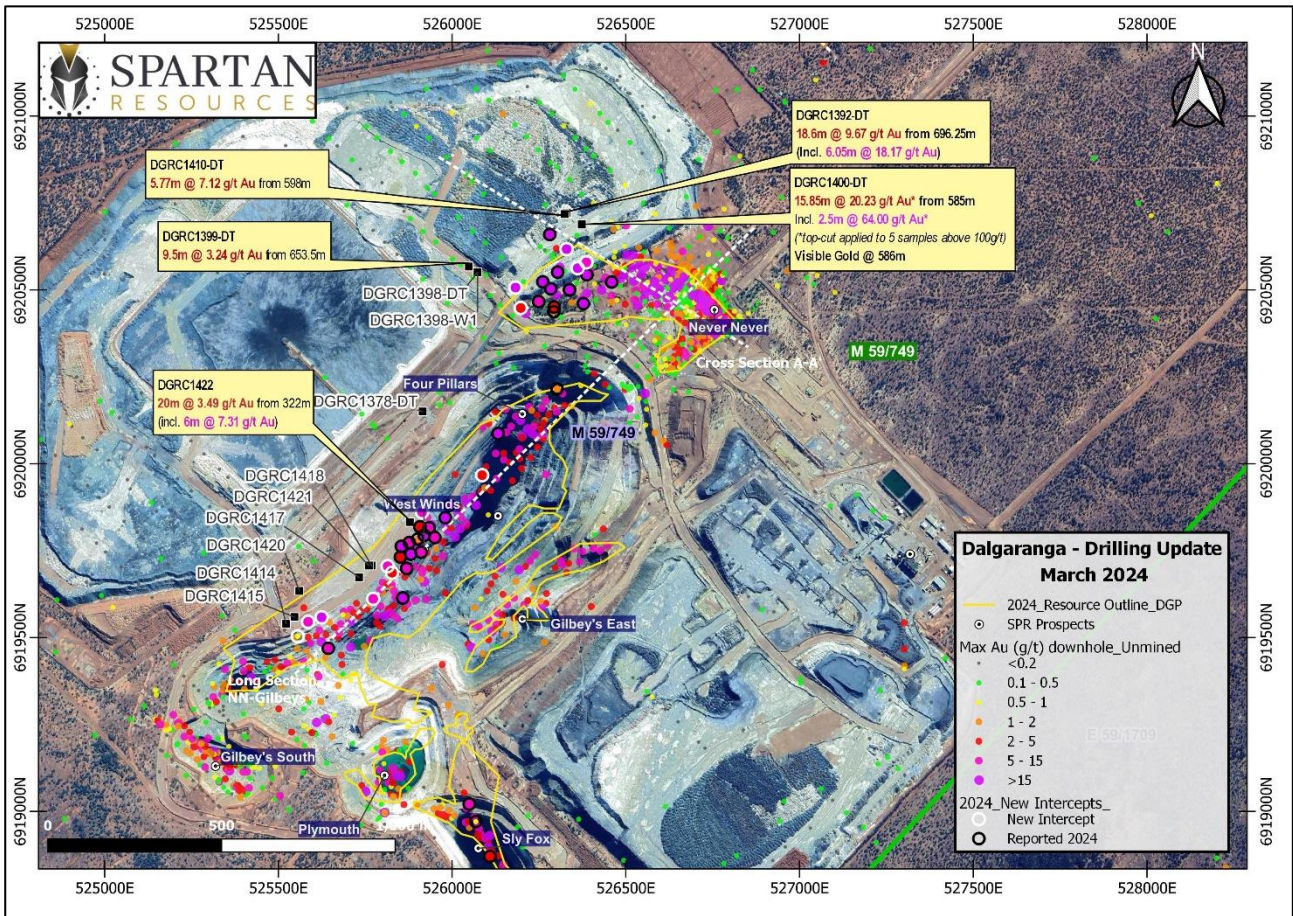 525000E
525500E
526000E
526500E
527000E
527500E
528000E
SPARTAN
RESOURCES
N
6921000N
6921000N
DGRC1392-DT
18.6m @ 9.67 g/t Au from 696.25m
(Incl. 6.05m @ 18.17 g/t Au)
DGRC1410-DT
5.77m @ 7.12 g/t Au from 598m
DGRC1400-DT
15.85m @ 20.23 g/t Au* from 585m
Incl. 2.5m @ 64.00 g/t Au*
(*top-cut applied to 5 samples above 100g/t)
Visible Gold @ 586m
DGRC1399-DT
9.5m @ 3.24 g/t Au from 653.5m
DGRC1398-DT
DGRC1398-W1
6920500N
6920500N
Never Never
M 59/749
Cross Section A-A
Four Pillars
DGRC1422
20m @ 3.49 g/t Au from 322m
(incl. 6m @ 7.31 g/t Au)
DGRC1378-DT
M 59/749
6920000N
6920000N
DGRC1418
DGRC1421
DGRC1417
DGRC1420
DGRC1414
DGRC1415
West Winds
6919500N
6919500N
Gilbey's East
Long Section
NN-Gilbeys
Gilbey's South
Plymouth
Sly Fox
E 59/1709
6919000N
6919000N
0
500
Dalgaranga - Drilling Update
March 2024
2024_Resource Outline_DGP
SPR Prospects
Max Au (g/t) downhole_Unmined
<0.2
0.1 - 0.5
0.5 - 1
1 - 2
2 - 5
5 - 15
>15
2024_New Intercepts_
New Intercept
Reported 2024
525000E
525500E
526000E
526500E
527000E
527500E
528000E